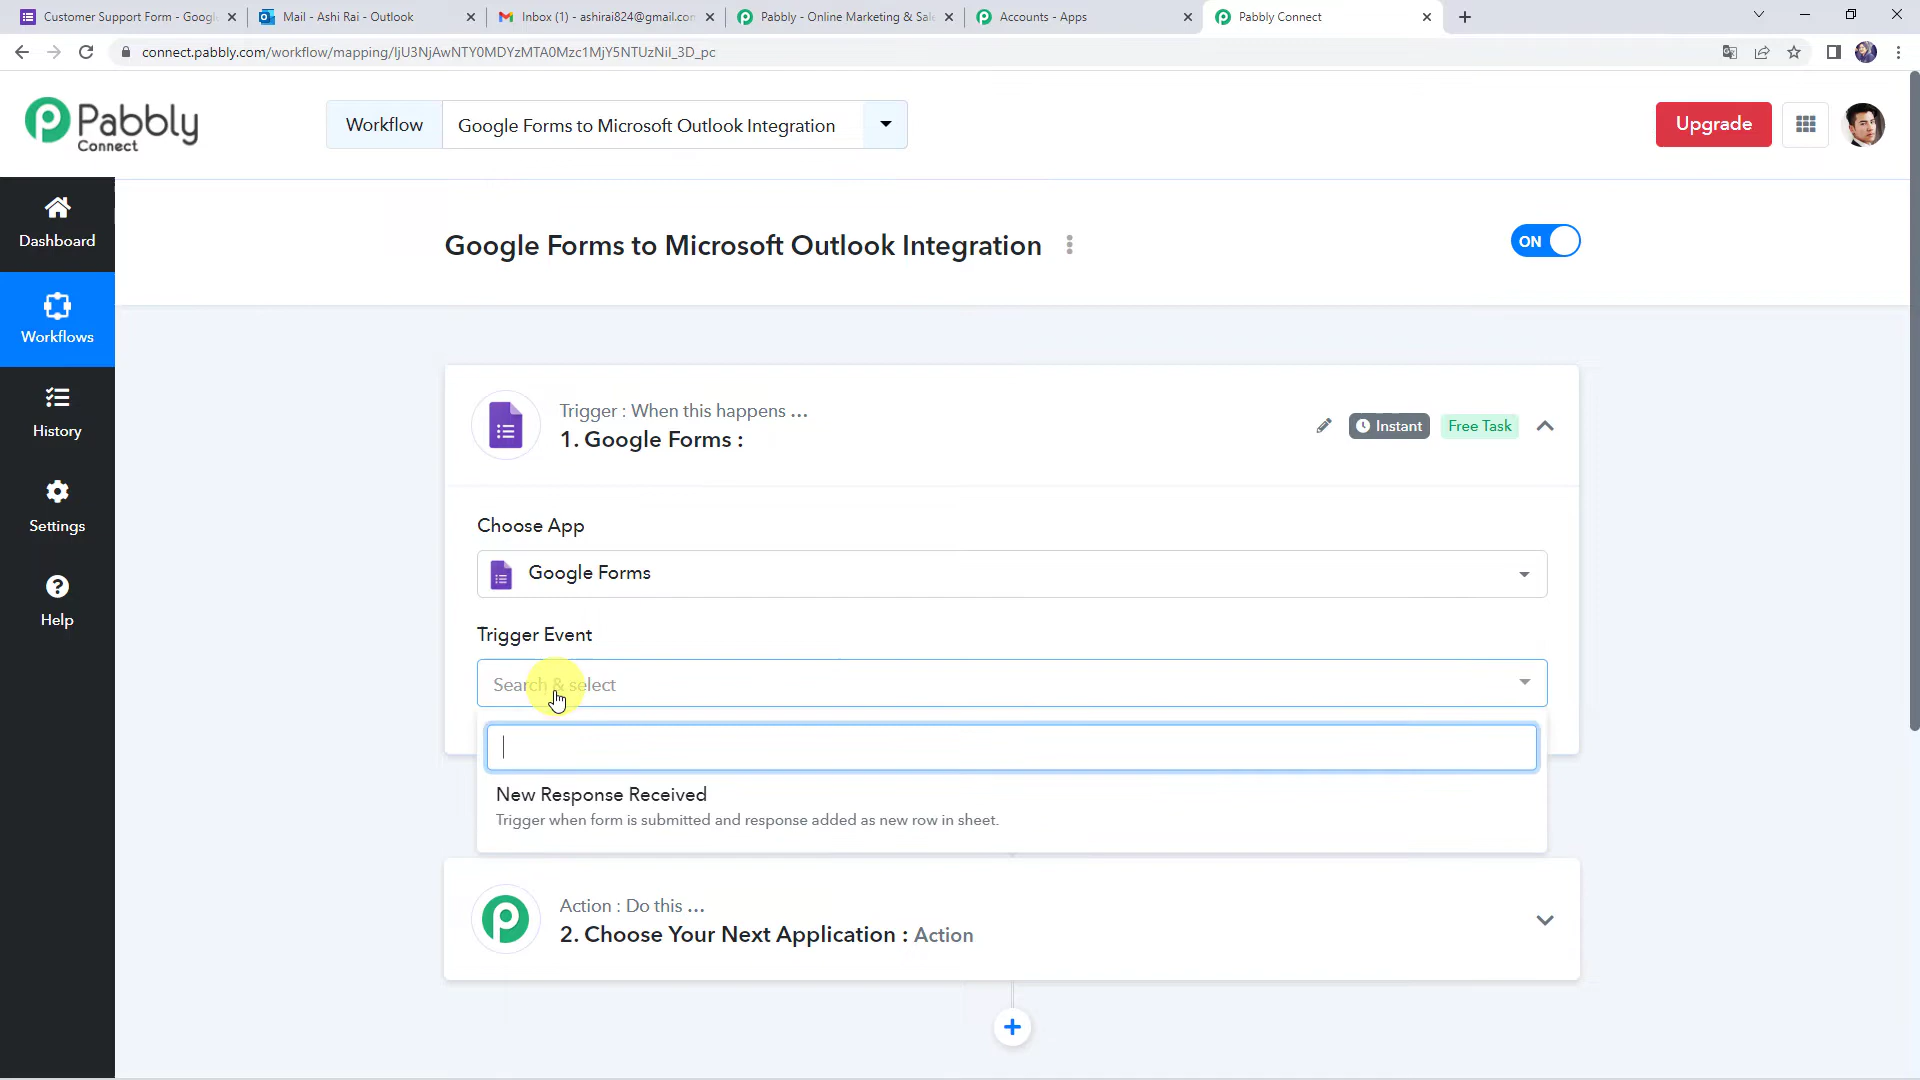 Customer Support Form - Googl
Mail - Ashi Rai - Outlook
Inbox (1) - ashirai824@gmail.con
Pabbly - Online Marketing & Sale
Accounts - Apps
Pabbly Connect
connect.pabbly.com/workflow/mapping/IjU3NjAwNTY0MDYzMTA0Mzc1MjY5NTUzNiI_3D_pc
Pabbly
Connect
Workflow
Google Forms to Microsoft Outlook Integration
Upgrade
Dashboard
Workflows
History
Settings
Help
Google Forms to Microsoft Outlook Integration
ON
Trigger : When this happens ...
1. Google Forms :
Instant
Free Task
Choose App
Google Forms
Trigger Event
Search & select
New Response Received
Trigger when form is submitted and response added as new row in sheet.
Action : Do this ...
2. Choose Your Next Application : Action